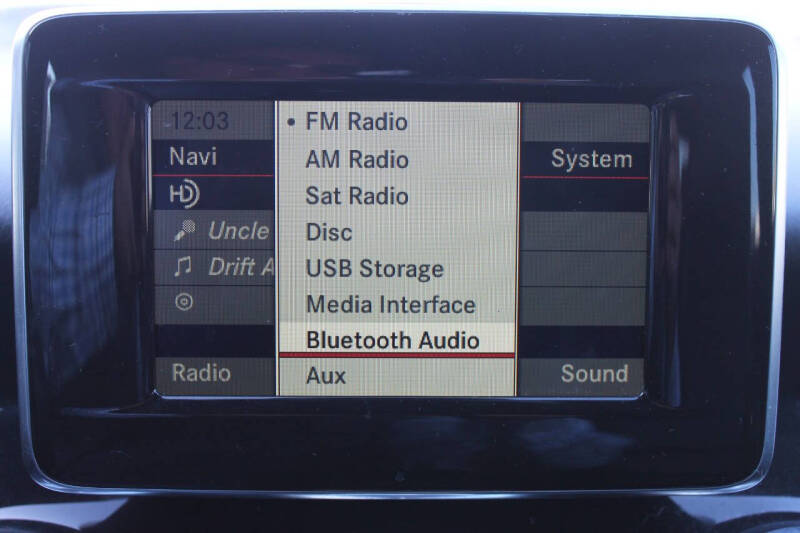 12:03
• FM Radio
Navi
AM Radio
System
HD
Sat Radio
Uncle
Disc
Drift A
USB Storage
Media Interface
Bluetooth Audio
Radio
Aux
Sound